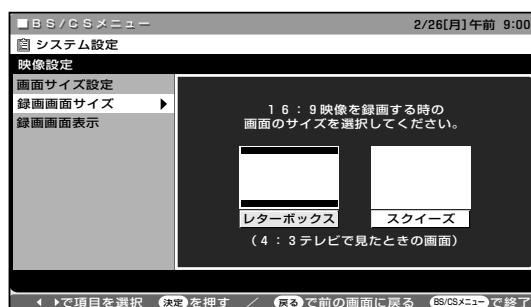 ■BS/CSメニュー 2/26[月]午前 9:00
システム設定
映像設定
画面サイズ設定
録画画面サイズ
録画画面表示
16:9映像を録画する時の
画面のサイズを選択してください。
レターボックス スクイーズ
(4:3テレビで見たときの画面)
で項目を選択 決定を押す / 戻るで前の画面に戻る BS/CSメニューで終了